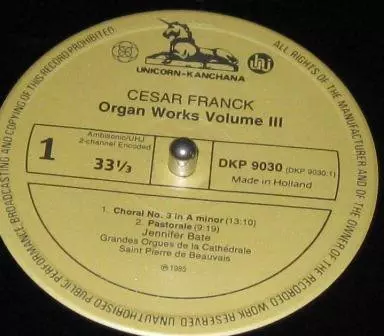 UNICORN-KANCHANA
CESAR FRANCK
Organ Works Volume III
1
Ambisonic/UHJ
2-channel Encoded
33⅓
DKP 9030 (DKP 9030:1)
Made in Holland
1. Choral No. 3 in A minor (13:10)
2. Pastorale (9:19)
Jennifer Bate
Grandes Orgues de la Cathédrale
Saint Pierre de Beauvais
℗ 1983
ALL RIGHTS OF THE MANUFACTURER AND OF THE OWNER OF THE RECORDED WORK RESERVED. UNAUTHORISED PUBLIC PERFORMANCE, BROADCASTING AND COPYING OF THIS RECORD PROHIBITED.